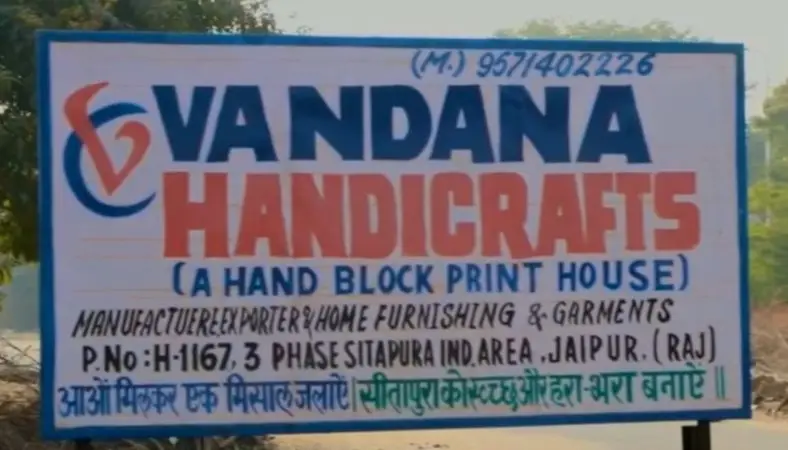 (M.) 9571402226
VANDANA
HANDICRAFTS
(A HAND BLOCK PRINT HOUSE)
MANUFACTUERE,EXPORTER & HOME FURNISHING & GARMENTS
P.No:H-1167, 3 PHASE SITAPURA IND.AREA ,JAIPUR. (RAJ)
आओं मिलकर एक मिसाल जलाऐं। सीतापुरा को स्वच्छ और हरा-भरा बनाऐं ॥